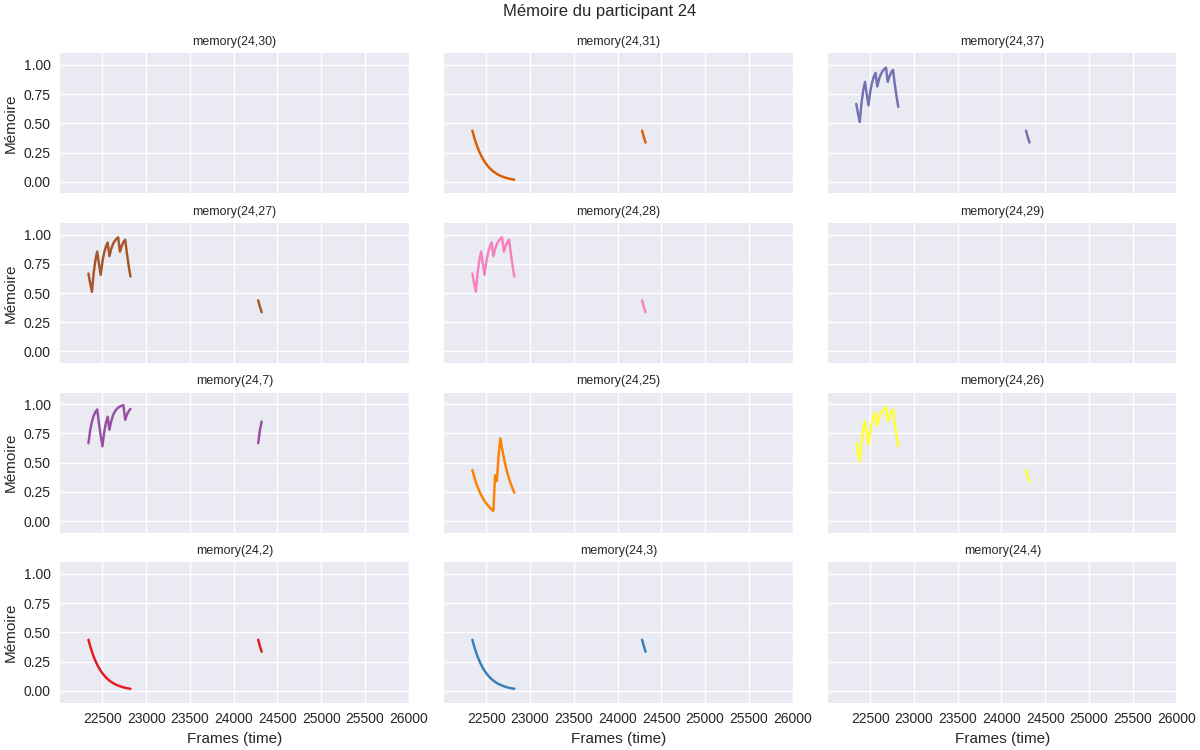 Mémoire du participant 24
memory(24,30)
memory(24,31)
memory(24,37)
1.00
0.75
0.50
0.25
0.00
Mémoire
memory(24,27)
memory(24,28)
memory(24,29)
1.00
0.75
0.50
0.25
0.00
Mémoire
memory(24,7)
memory(24,25)
memory(24,26)
1.00
0.75
0.50
0.25
0.00
Mémoire
memory(24,2)
memory(24,3)
memory(24,4)
1.00
0.75
0.50
0.25
0.00
Mémoire
22500 23000 23500 24000 24500 25000 25500 26000
22500 23000 23500 24000 24500 25000 25500 26000
22500 23000 23500 24000 24500 25000 25500 26000
Frames (time)
Frames (time)
Frames (time)